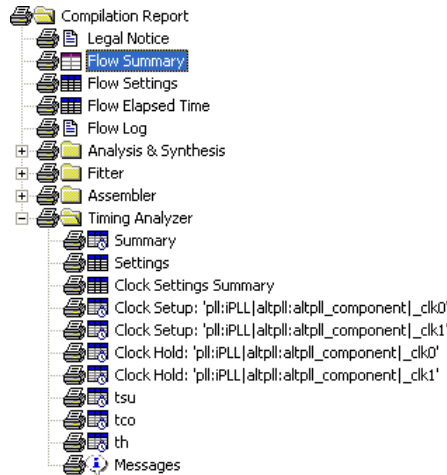 Compilation Report
Legal Notice
Flow Summary
Flow Settings
Flow Elapsed Time
Flow Log
Analysis & Synthesis
Fitter
Assembler
Timing Analyzer
Summary
Settings
Clock Settings Summary
Clock Setup: 'pll:iPLL|altpll:altpll_component|_clk0'
Clock Setup: 'pll:iPLL|altpll:altpll_component|_clk1'
Clock Hold: 'pll:iPLL|altpll:altpll_component|_clk0'
Clock Hold: 'pll:iPLL|altpll:altpll_component|_clk1'
tsu
tco
th
Messages